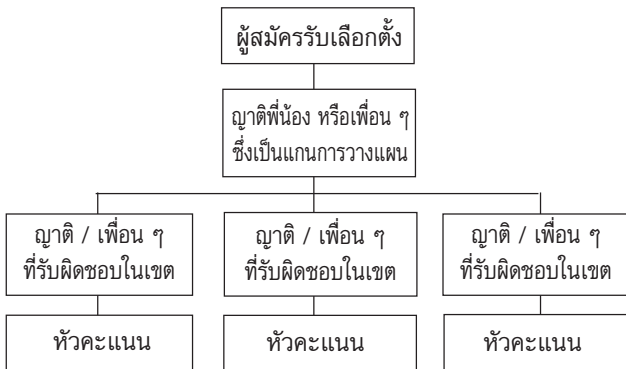 ผู้สมัครรับเลือกตั้ง
ญาติพี่น้อง หรือเพื่อน ๆ
ซึ่งเป็นแกนการวางแผน
ญาติ / เพื่อน ๆ
ที่รับผิดชอบในเขต
ญาติ / เพื่อน ๆ
ที่รับผิดชอบในเขต
ญาติ / เพื่อน ๆ
ที่รับผิดชอบในเขต
หัวคะแนน
หัวคะแนน
หัวคะแนน